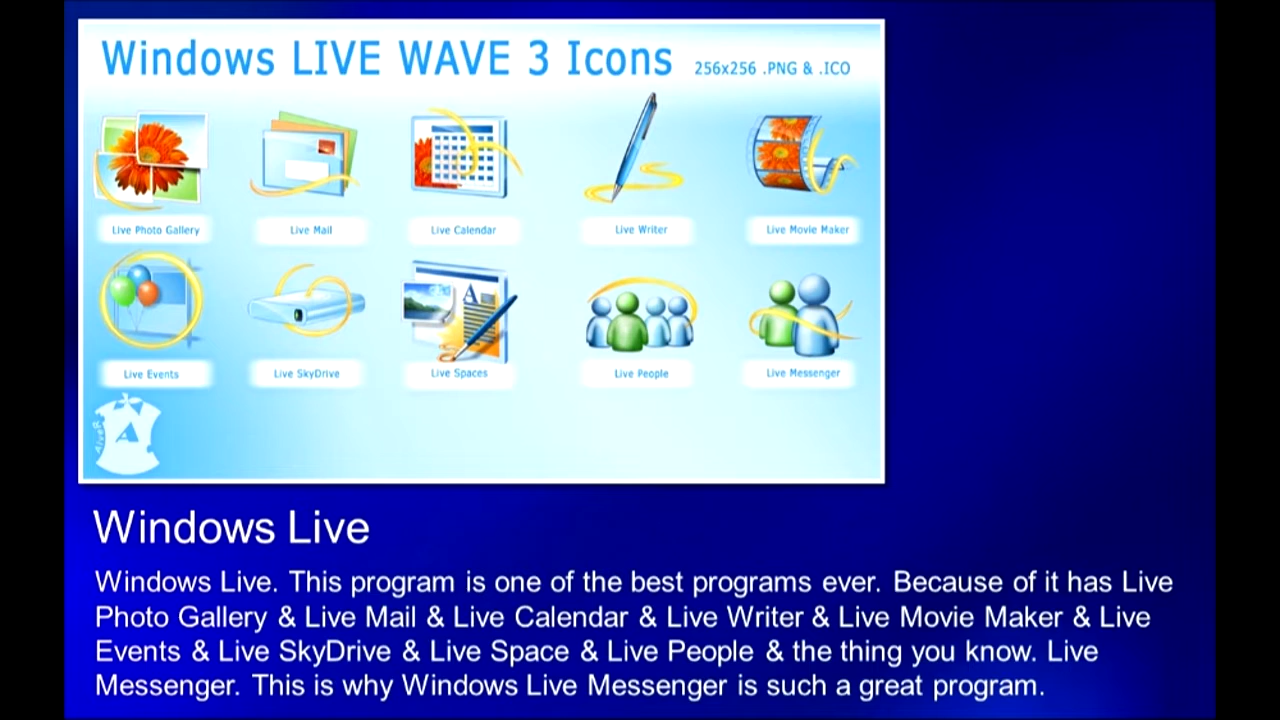 Windows LIVE WAVE 3 Icons 256x256 .PNG & .ICO
Live Photo Gallery Live Mail Live Calendar Live Writer Live Movie Maker
Live Events Live SkyDrive Live Spaces Live People Live Messenger
AlveR
A
Windows Live
Windows Live. This program is one of the best programs ever. Because of it has Live
Photo Gallery & Live Mail & Live Calendar & Live Writer & Live Movie Maker & Live
Events & Live SkyDrive & Live Space & Live People & the thing you know. Live
Messenger. This is why Windows Live Messenger is such a great program.